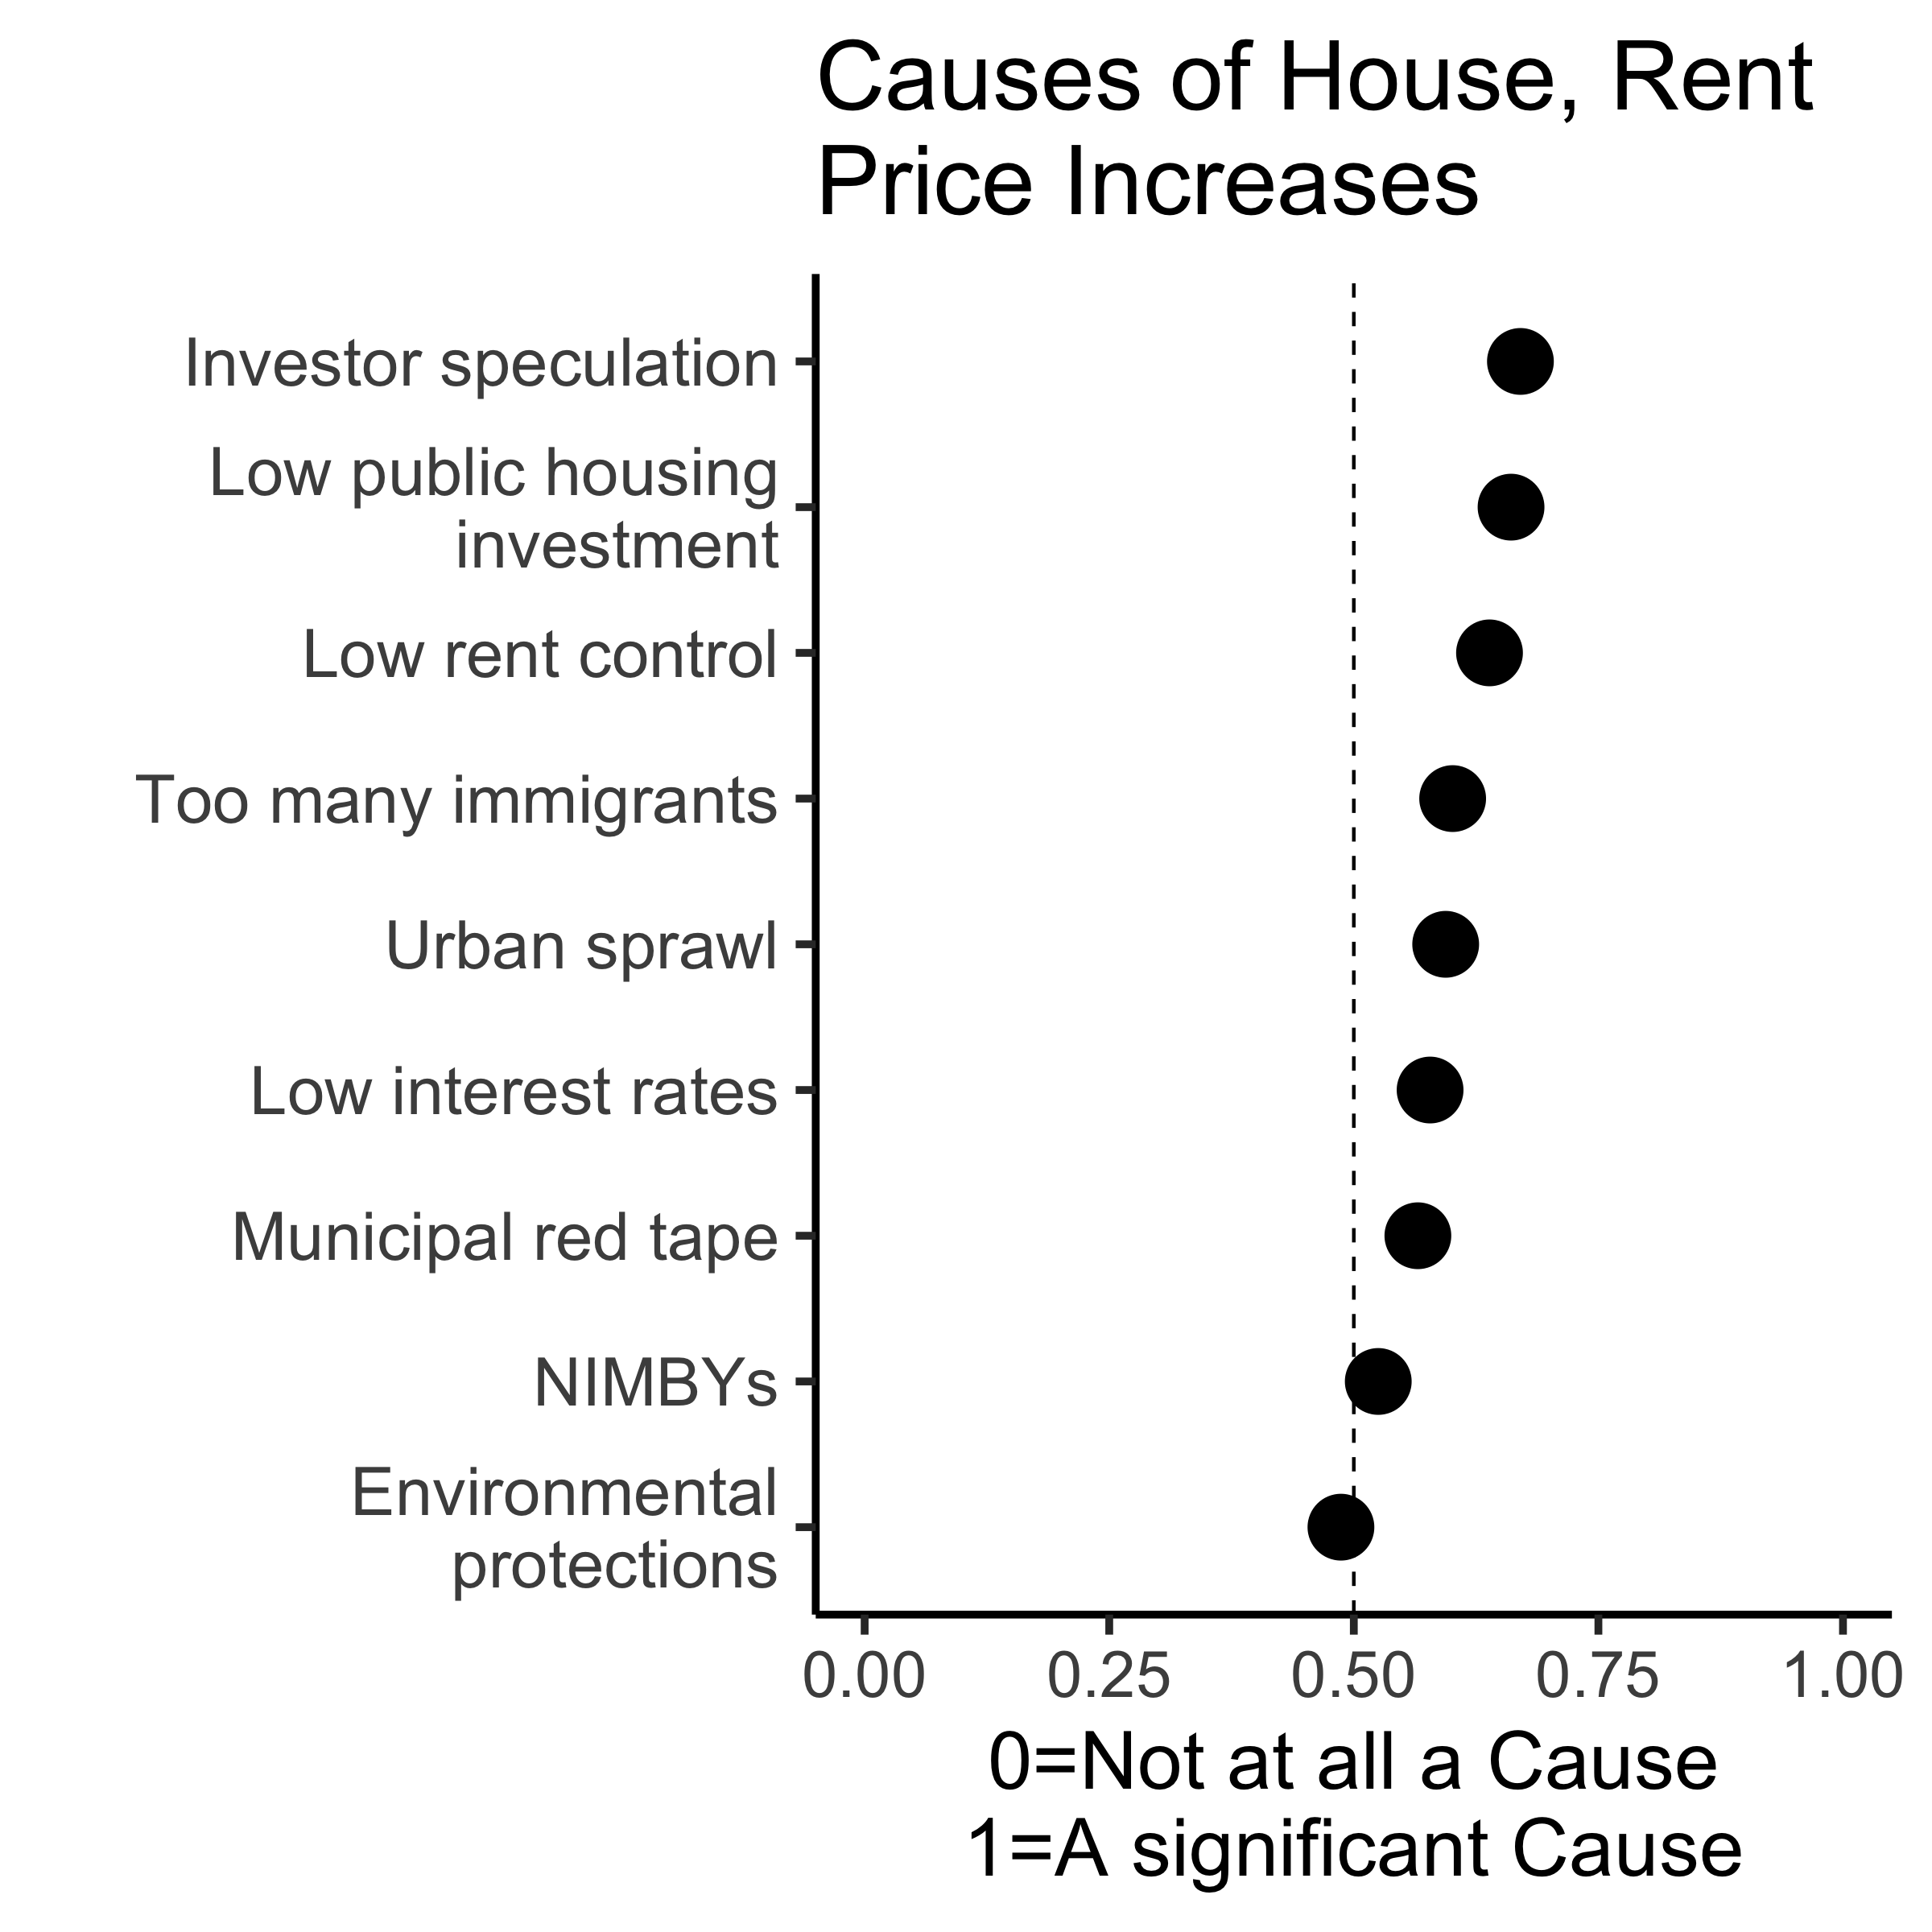 Causes of House, Rent
Price Increases
Investor speculation
Low public housing
investment
Low rent control
Too many immigrants
Urban sprawl
Low interest rates
Municipal red tape
NIMBYs
Environmental
protections
0.00 0.25 0.50 0.75 1.00
0=Not at all a Cause
1=A significant Cause